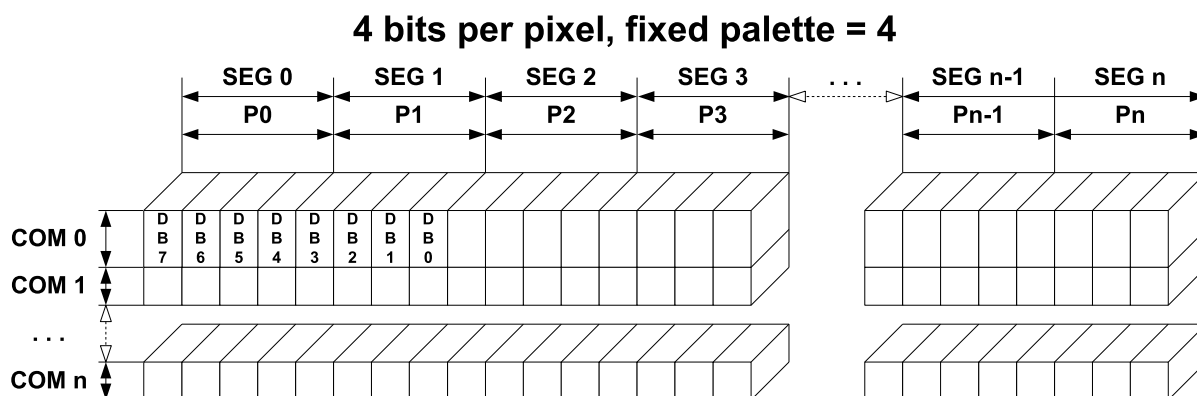 4 bits per pixel, fixed palette = 4
SEG 0 SEG 1 SEG 2 SEG 3 . . . SEG n-1 SEG n
P0 P1 P2 P3 Pn-1 Pn
COM 0
D D D D D D D D
B B B B B B B B
7 6 5 4 3 2 1 0
COM 1
. . .
COM n